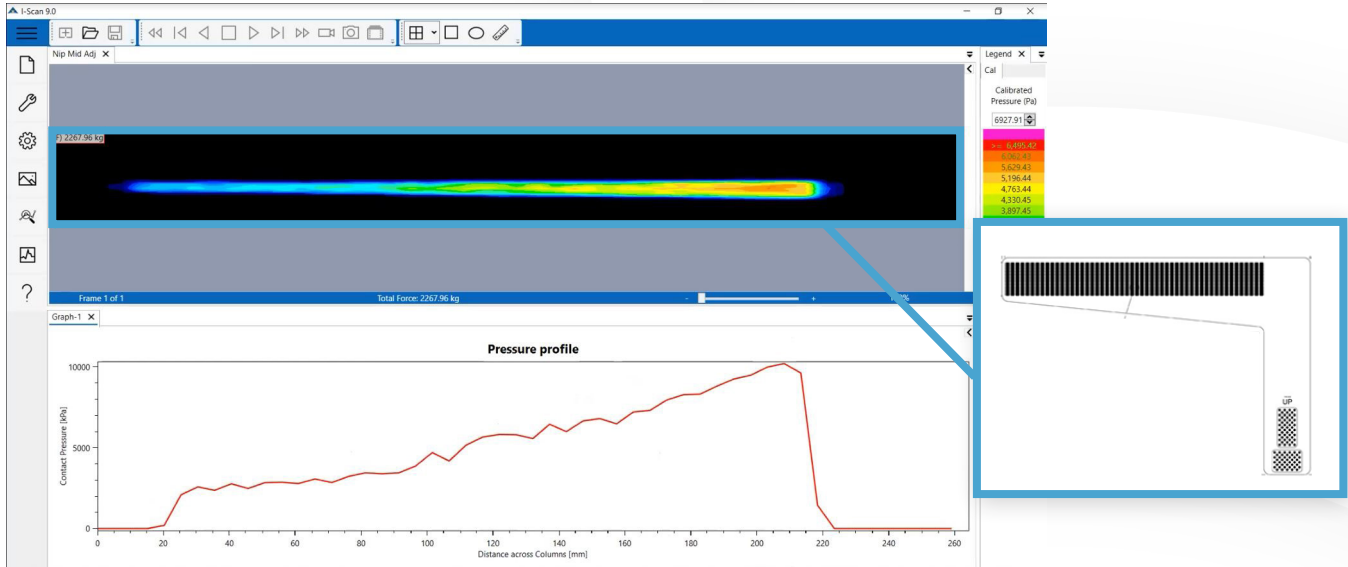 I-Scan 9.0
Nip Mid Adj
Legend
Cal
Calibrated
Pressure (Pa)
6927.91
>= 6,495.42
6,062.43
5,629.43
5,196.44
4,763.44
4,330.45
3,897.45
F) 2267.96 kg
Frame 1 of 1
Total Force: 2267.96 kg
-
+
UP
Graph-1
Pressure profile
Contact Pressure [kPa]
10000
5000
0
0 20 40 60 80 100 120 140 160 180 200 220 240 260
Distance across Columns [mm]